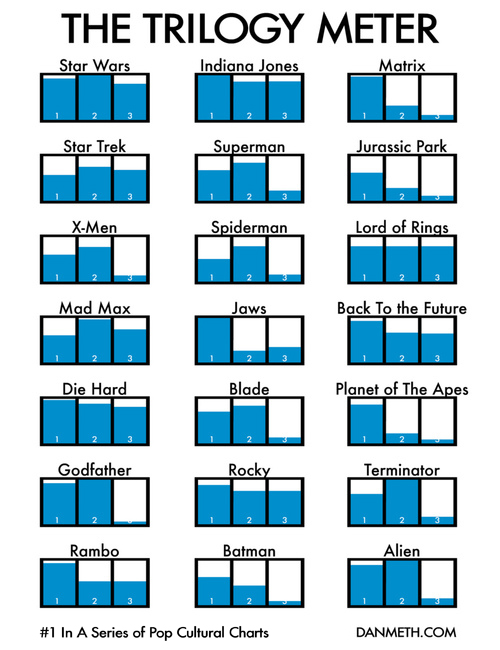 THE TRILOGY METER
Star Wars
Indiana Jones
Matrix
1 2 3
1 2 3
1 2 3
Star Trek
Superman
Jurassic Park
1 2 3
1 2 3
1 2 3
X-Men
Spiderman
Lord of Rings
1 2 3
1 2 3
1 2 3
Mad Max
Jaws
Back To the Future
1 2 3
1 2 3
1 2 3
Die Hard
Blade
Planet of The Apes
1 2 3
1 2 3
1 2 3
Godfather
Rocky
Terminator
1 2 3
1 2 3
1 2 3
Rambo
Batman
Alien
1 2 3
1 2 3
1 2 3
#1 In A Series of Pop Cultural Charts
DANMETH.COM